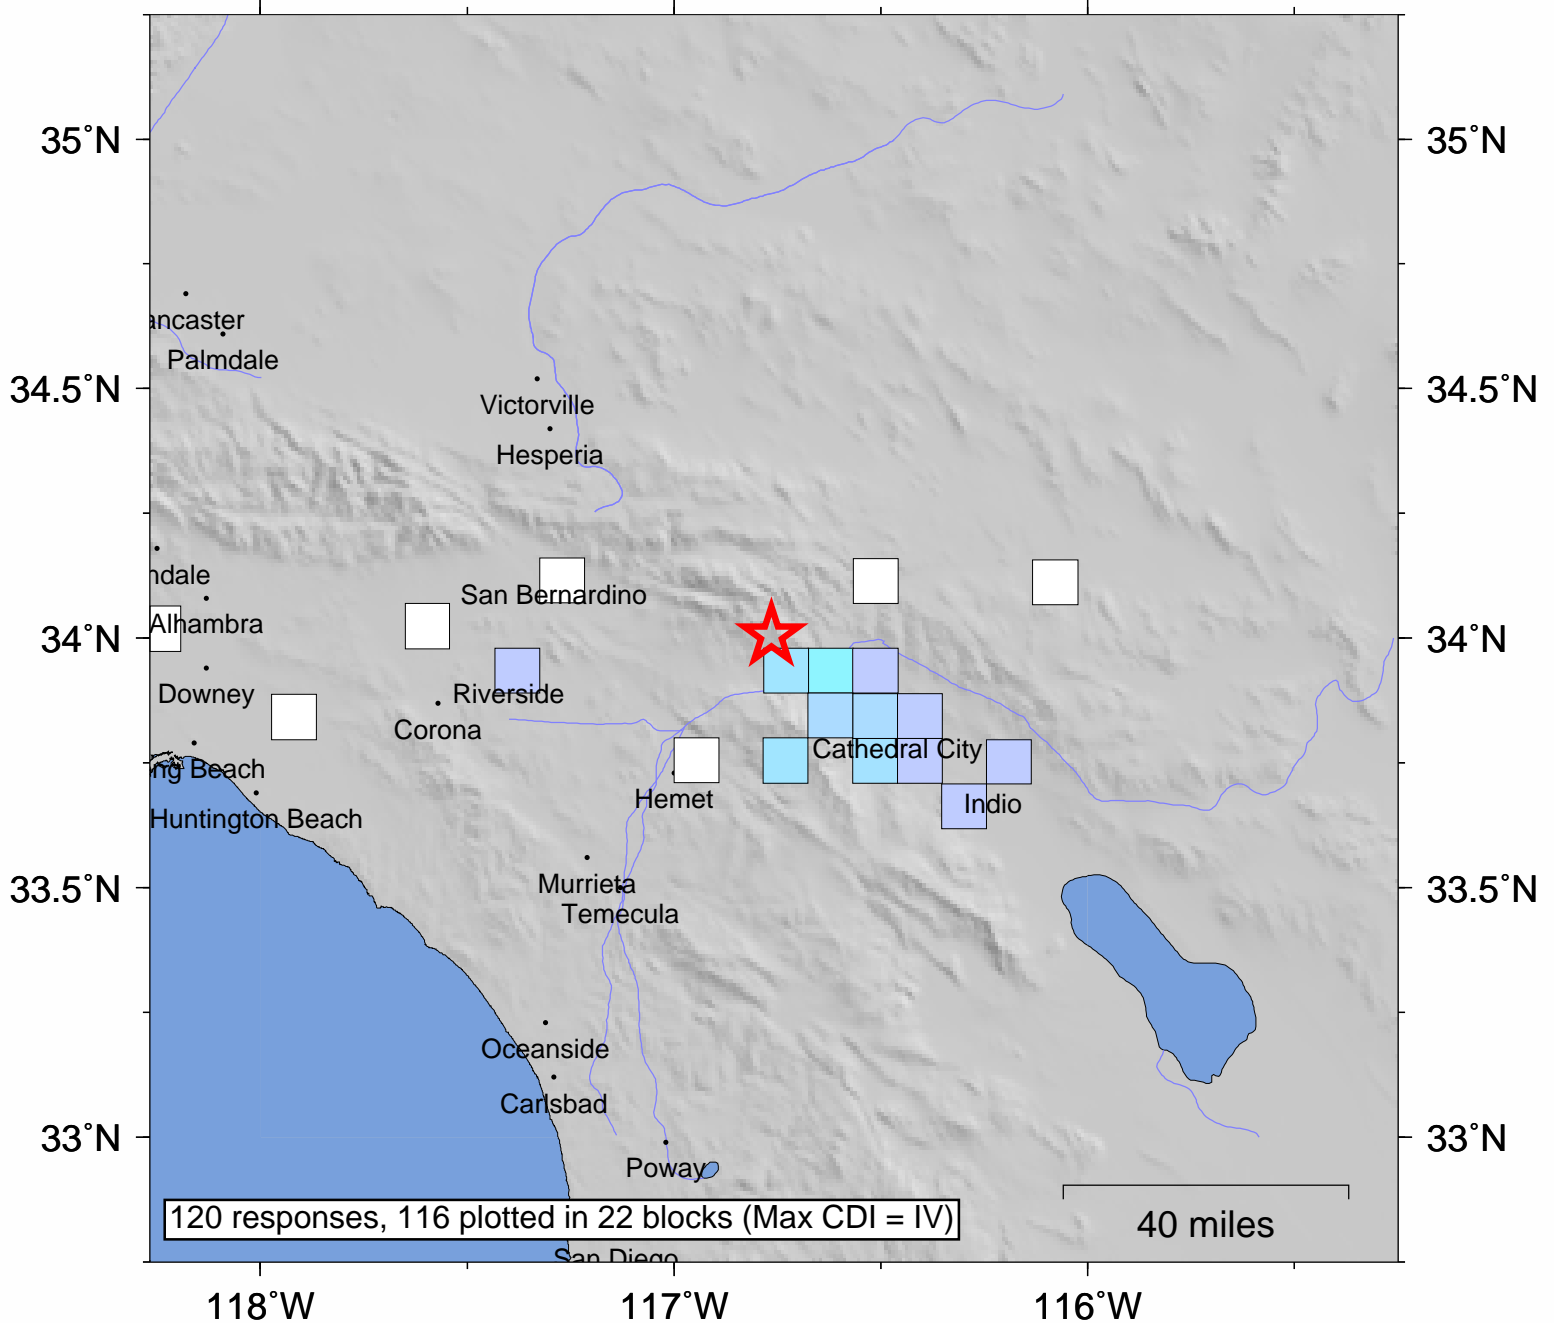 35°N
35°N
ancaster
Palmdale
34.5°N
34.5°N
Victorville
Hesperia
ndale
San Bernardino
Alhambra
34°N
34°N
Downey
Riverside
Corona
Cathedral City
ng Beach
Hemet
Indio
Huntington Beach
33.5°N
33.5°N
Murrieta
Temecula
Oceanside
Carlsbad
33°N
33°N
Poway
120 responses, 116 plotted in 22 blocks (Max CDI = IV)
40 miles
San Diego
118°W
117°W
116°W